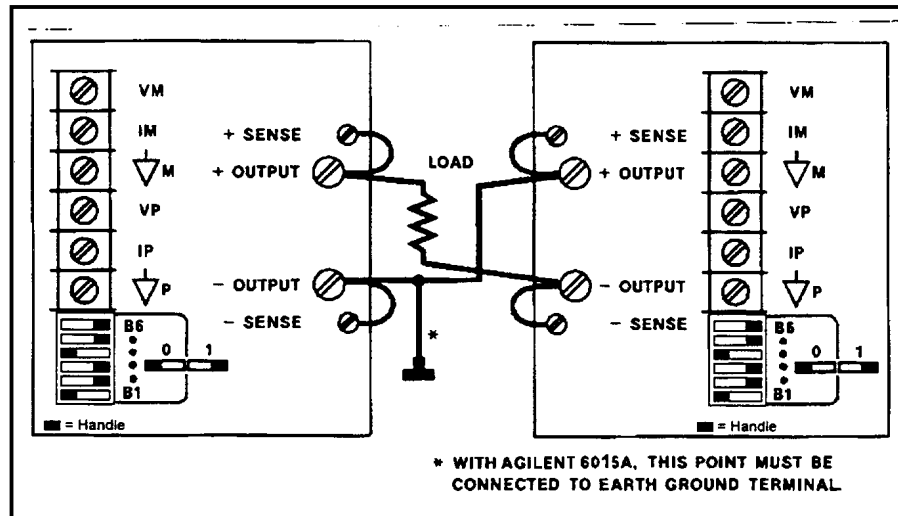 VM
IM
M
VP
IP
P
+ SENSE
+ OUTPUT
− OUTPUT
− SENSE
B6
0 1
B1
■ = Handle
LOAD
*
+ SENSE
+ OUTPUT
− OUTPUT
− SENSE
VM
IM
M
VP
IP
P
B6
0 1
B1
■ = Handle
* WITH AGILENT 6015A, THIS POINT MUST BE
CONNECTED TO EARTH GROUND TERMINAL